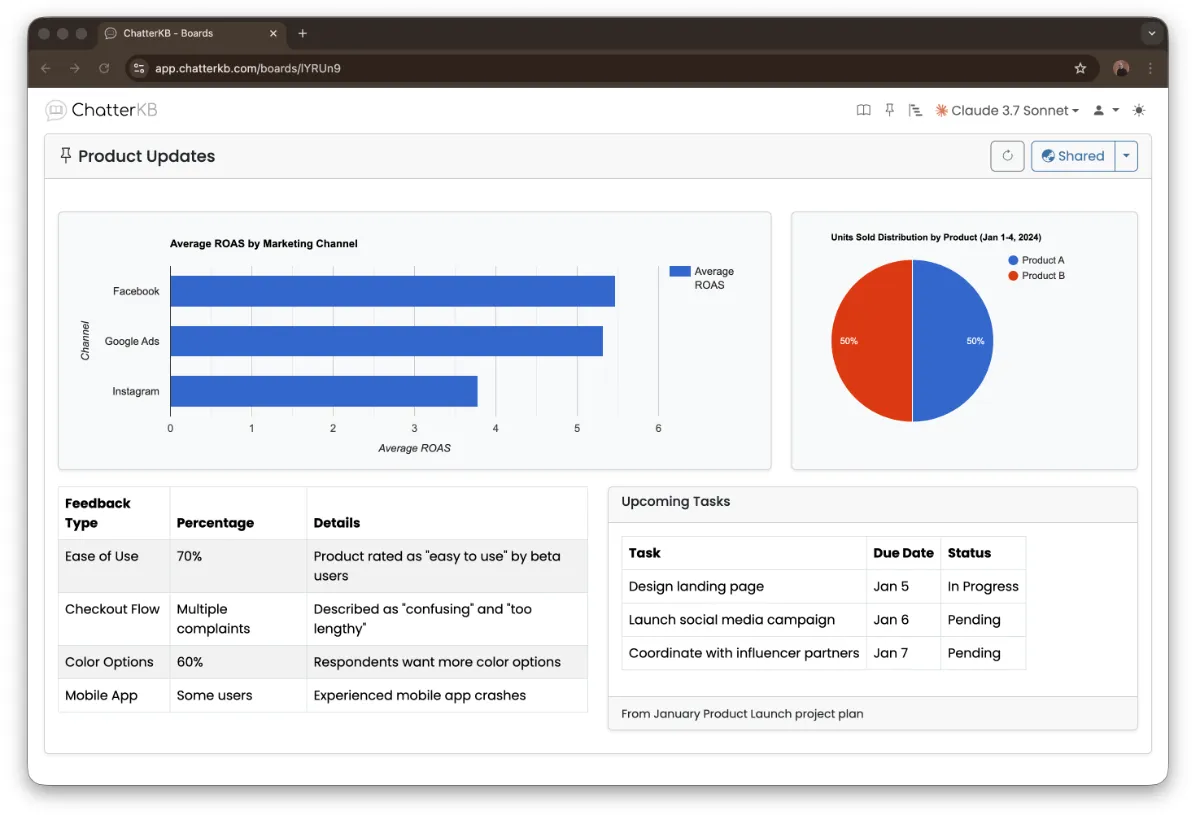 ChatterKB - Boards
app.chatterkb.com/boards/lYRUn9
ChatterKB
Claude 3.7 Sonnet
Product Updates
Shared
Average ROAS by Marketing Channel
Average
ROAS
Channel
Facebook
Google Ads
Instagram
0 1 2 3 4 5 6
Average ROAS
Units Sold Distribution by Product (Jan 1-4, 2024)
Product A
Product B
50% 50%
Feedback
Type Percentage Details
Ease of Use 70% Product rated as "easy to use" by beta
users
Checkout Flow Multiple Described as "confusing" and "too
complaints lengthy"
Color Options 60% Respondents want more color options
Mobile App Some users Experienced mobile app crashes
Upcoming Tasks
Task Due Date Status
Design landing page Jan 5 In Progress
Launch social media campaign Jan 6 Pending
Coordinate with influencer partners Jan 7 Pending
From January Product Launch project plan